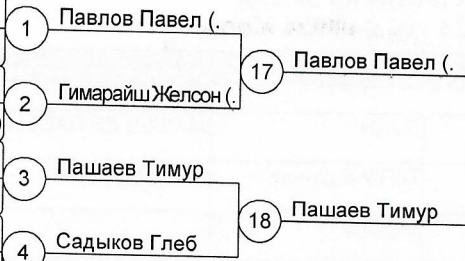 1 Павлов Павел (.
17 Павлов Павел (.
2 Гимарайш Желсон (.
3 Пашаев Тимур
18 Пашаев Тимур
4 Садыков Глеб